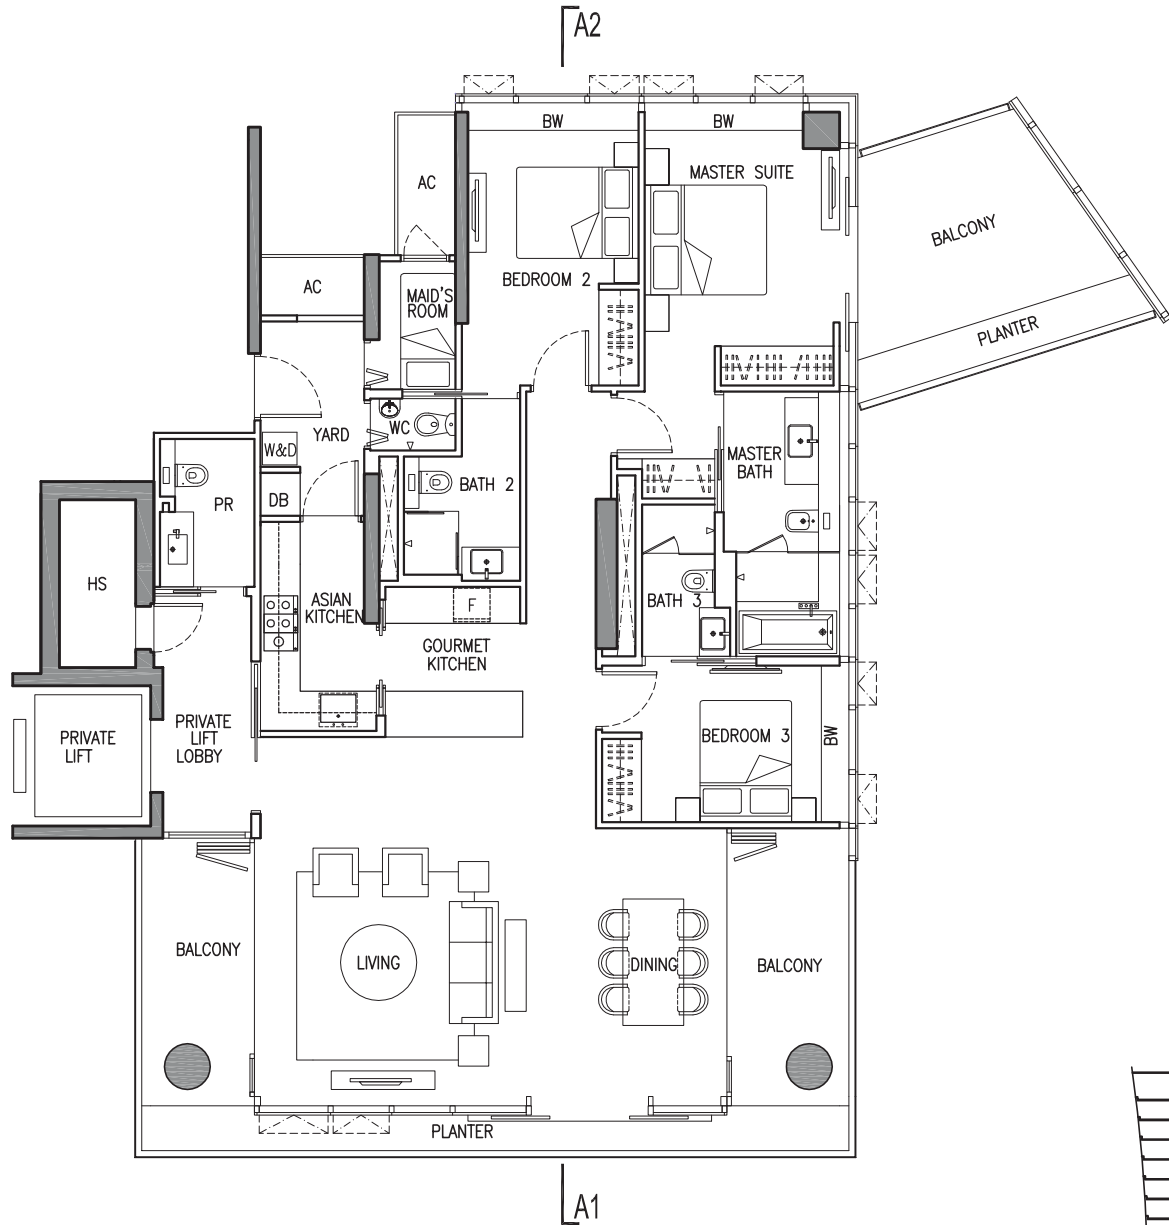 A2
BW
BW
MASTER SUITE
AC
BALCONY
BEDROOM 2
AC
MAID'S
ROOM
PLANTER
WC
YARD
W&D
MASTER
BATH
BATH 2
DB
PR
HS
ASIAN
KITCHEN
F
BATH 3
GOURMET
KITCHEN
PRIVATE
LIFT
LOBBY
PRIVATE
LIFT
BEDROOM 3
BW
BALCONY
LIVING
DINING
BALCONY
PLANTER
A1